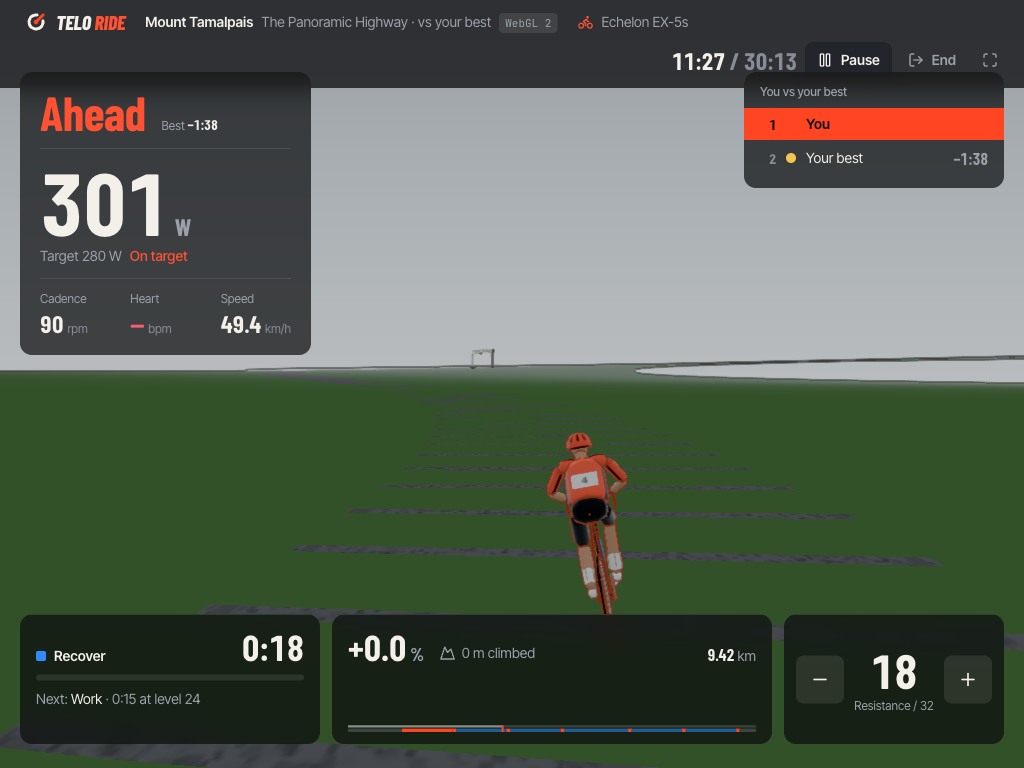 TELO RIDE Mount Tamalpais The Panoramic Highway · vs your best WebGL 2 Echelon EX-5s
11:27 / 30:13 Pause End
Ahead Best −1:38
301 W
Target 280 W On target
Cadence Heart Speed
90 rpm — bpm 49.4 km/h
You vs your best
1 You
2 Your best −1:38
4
Recover 0:18
Next: Work · 0:15 at level 24
+0.0 % 0 m climbed 9.42 km
− 18 +
Resistance / 32